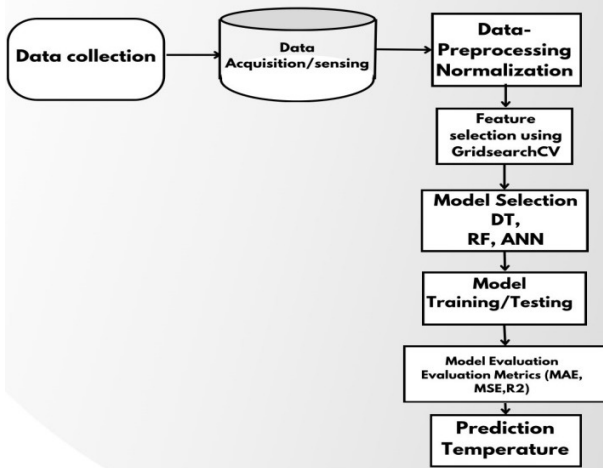 Data collection
Data
Acquisition/sensing
Data-
Preprocessing
Normalization
Feature
selection using
GridsearchCV
Model Selection
DT,
RF, ANN
Model
Training/Testing
Model Evaluation
Evaluation Metrics (MAE,
MSE,R2)
Prediction
Temperature